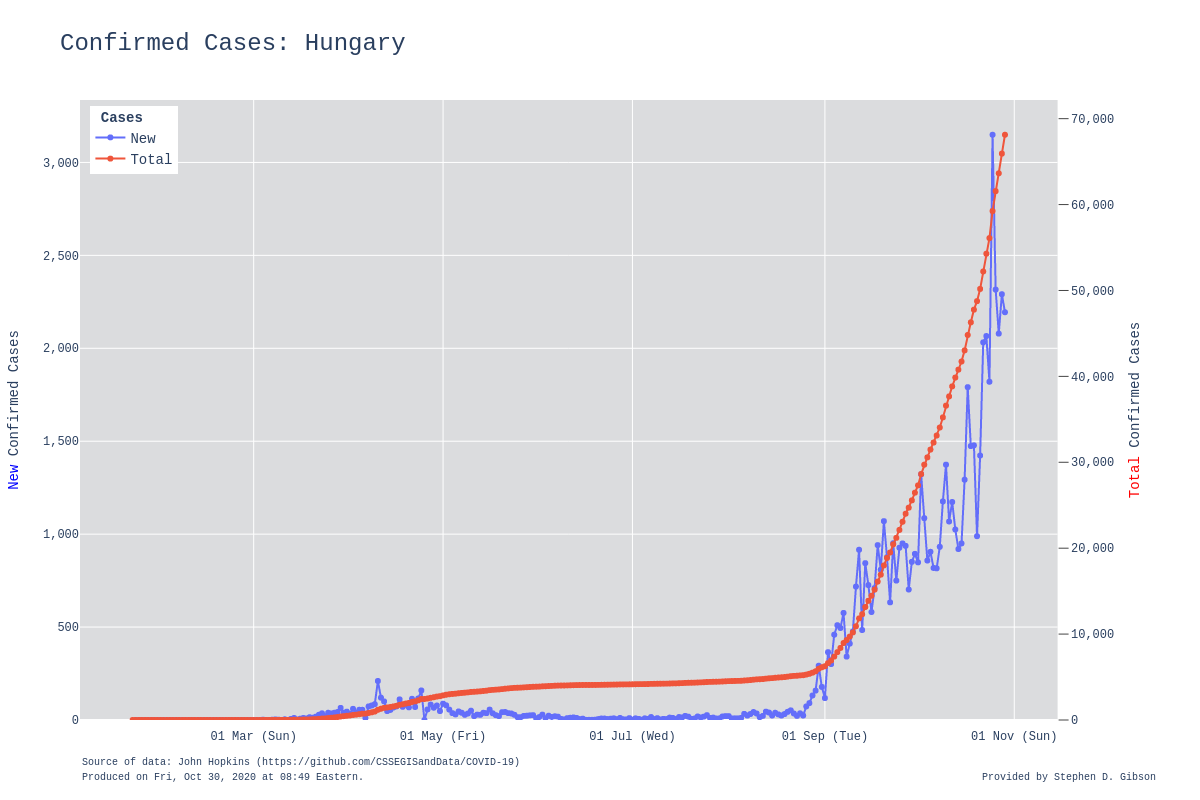 Confirmed Cases: Hungary
Cases
New
Total
3,000
2,500
2,000
1,500
1,000
500
0
New Confirmed Cases
70,000
60,000
50,000
40,000
30,000
20,000
10,000
0
Total Confirmed Cases
01 Mar (Sun)
01 May (Fri)
01 Jul (Wed)
01 Sep (Tue)
01 Nov (Sun)
Source of data: John Hopkins (https://github.com/CSSEGISandData/COVID-19)
Produced on Fri, Oct 30, 2020 at 08:49 Eastern.
Provided by Stephen D. Gibson